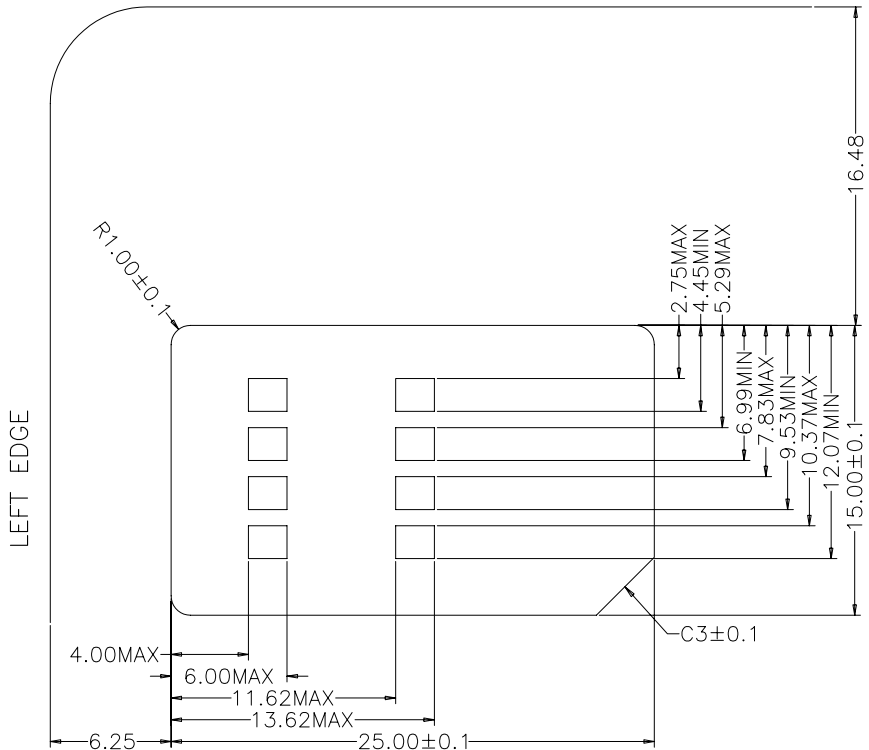 16.48
R1.00±0.1
2.75MAX
4.45MIN
5.29MAX
6.99MIN
7.83MAX
9.53MIN
10.37MAX
12.07MIN
15.00±0.1
LEFT EDGE
C3±0.1
4.00MAX
6.00MAX
11.62MAX
13.62MAX
6.25
25.00±0.1